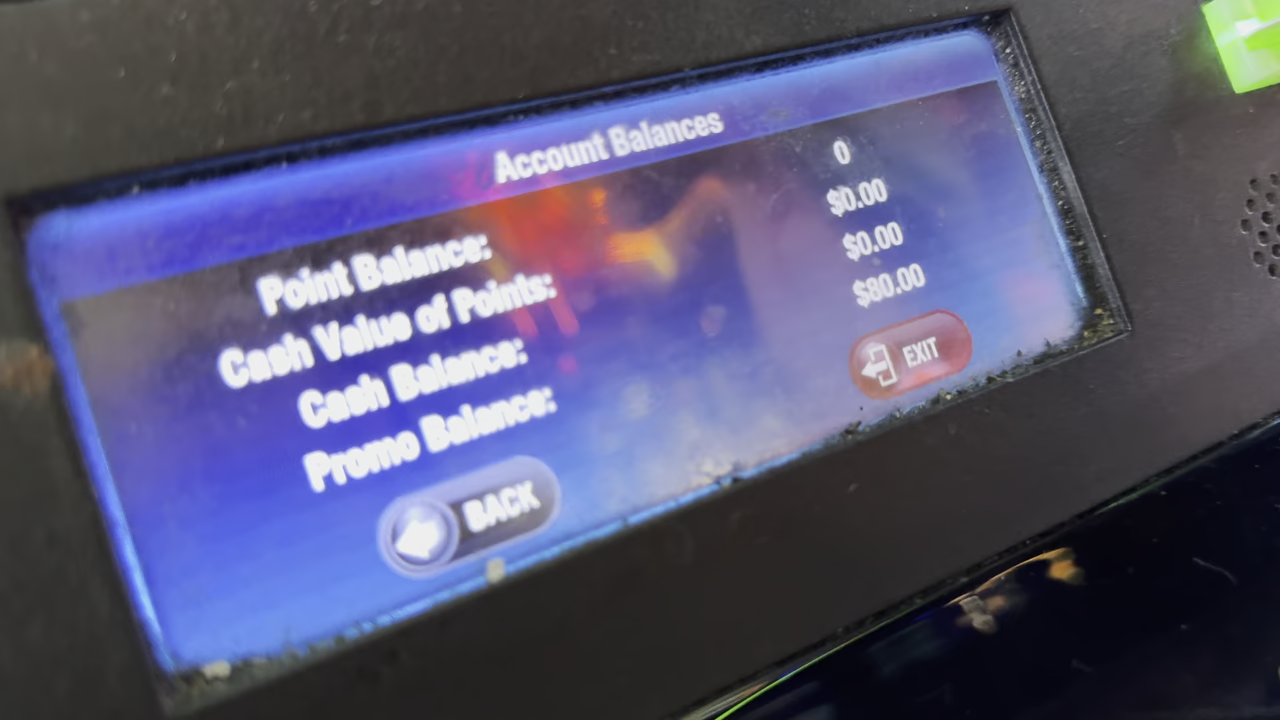 Account Balances
Point Balance: 0
Cash Value of Points: $0.00
Cash Balance: $0.00
Promo Balance: $80.00
BACK EXIT